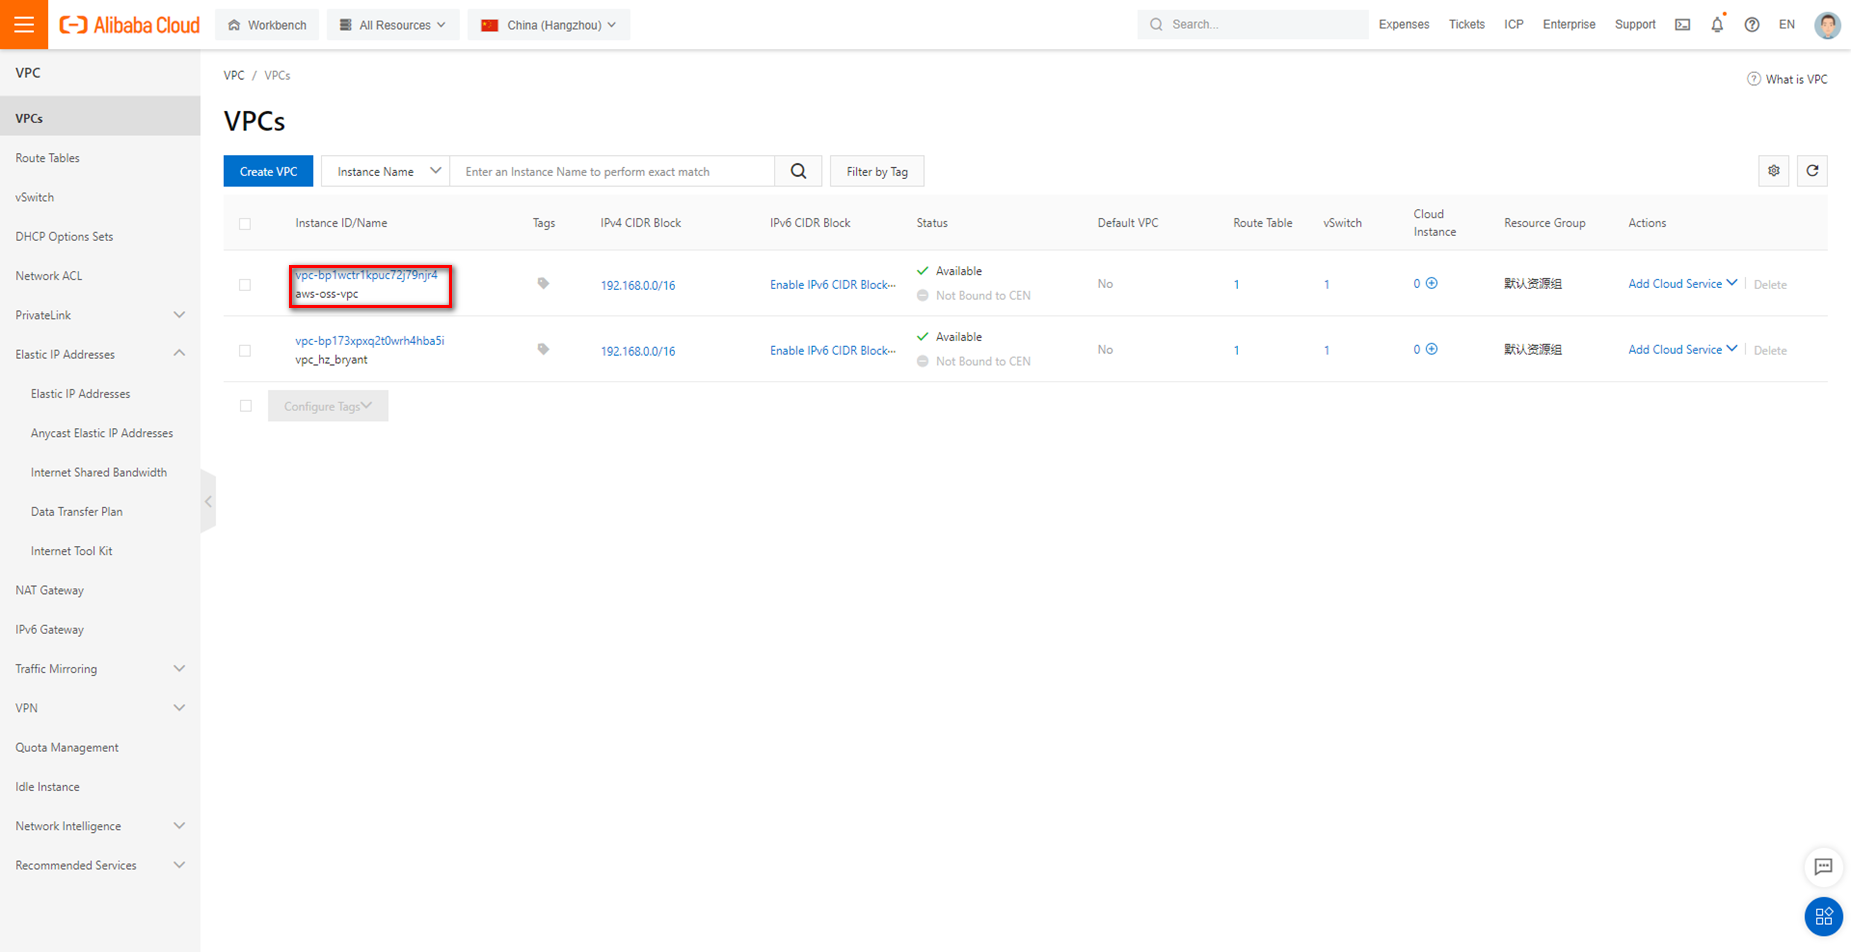 Alibaba Cloud
Workbench
All Resources
China (Hangzhou)
Search...
Expenses
Tickets
ICP
Enterprise
Support
EN
VPC
VPCs
Route Tables
vSwitch
DHCP Options Sets
Network ACL
PrivateLink
Elastic IP Addresses
Elastic IP Addresses
Anycast Elastic IP Addresses
Internet Shared Bandwidth
Data Transfer Plan
Internet Tool Kit
NAT Gateway
IPv6 Gateway
Traffic Mirroring
VPN
Quota Management
Idle Instance
Network Intelligence
Recommended Services
VPC / VPCs
What is VPC
VPCs
Create VPC
Instance Name
Enter an Instance Name to perform exact match
Filter by Tag
Instance ID/Name
Tags
IPv4 CIDR Block
IPv6 CIDR Block
Status
Default VPC
Route Table
vSwitch
Cloud
Instance
Resource Group
Actions
vpc-bp1wctr1kpuc72j79njr4
aws-oss-vpc
192.168.0.0/16
Enable IPv6 CIDR Block···
Available
Not Bound to CEN
No
1
1
0
默认资源组
Add Cloud Service
Delete
vpc-bp173xpxq2t0wrh4hba5i
vpc_hz_bryant
192.168.0.0/16
Enable IPv6 CIDR Block···
Available
Not Bound to CEN
No
1
1
0
默认资源组
Add Cloud Service
Delete
Configure Tags